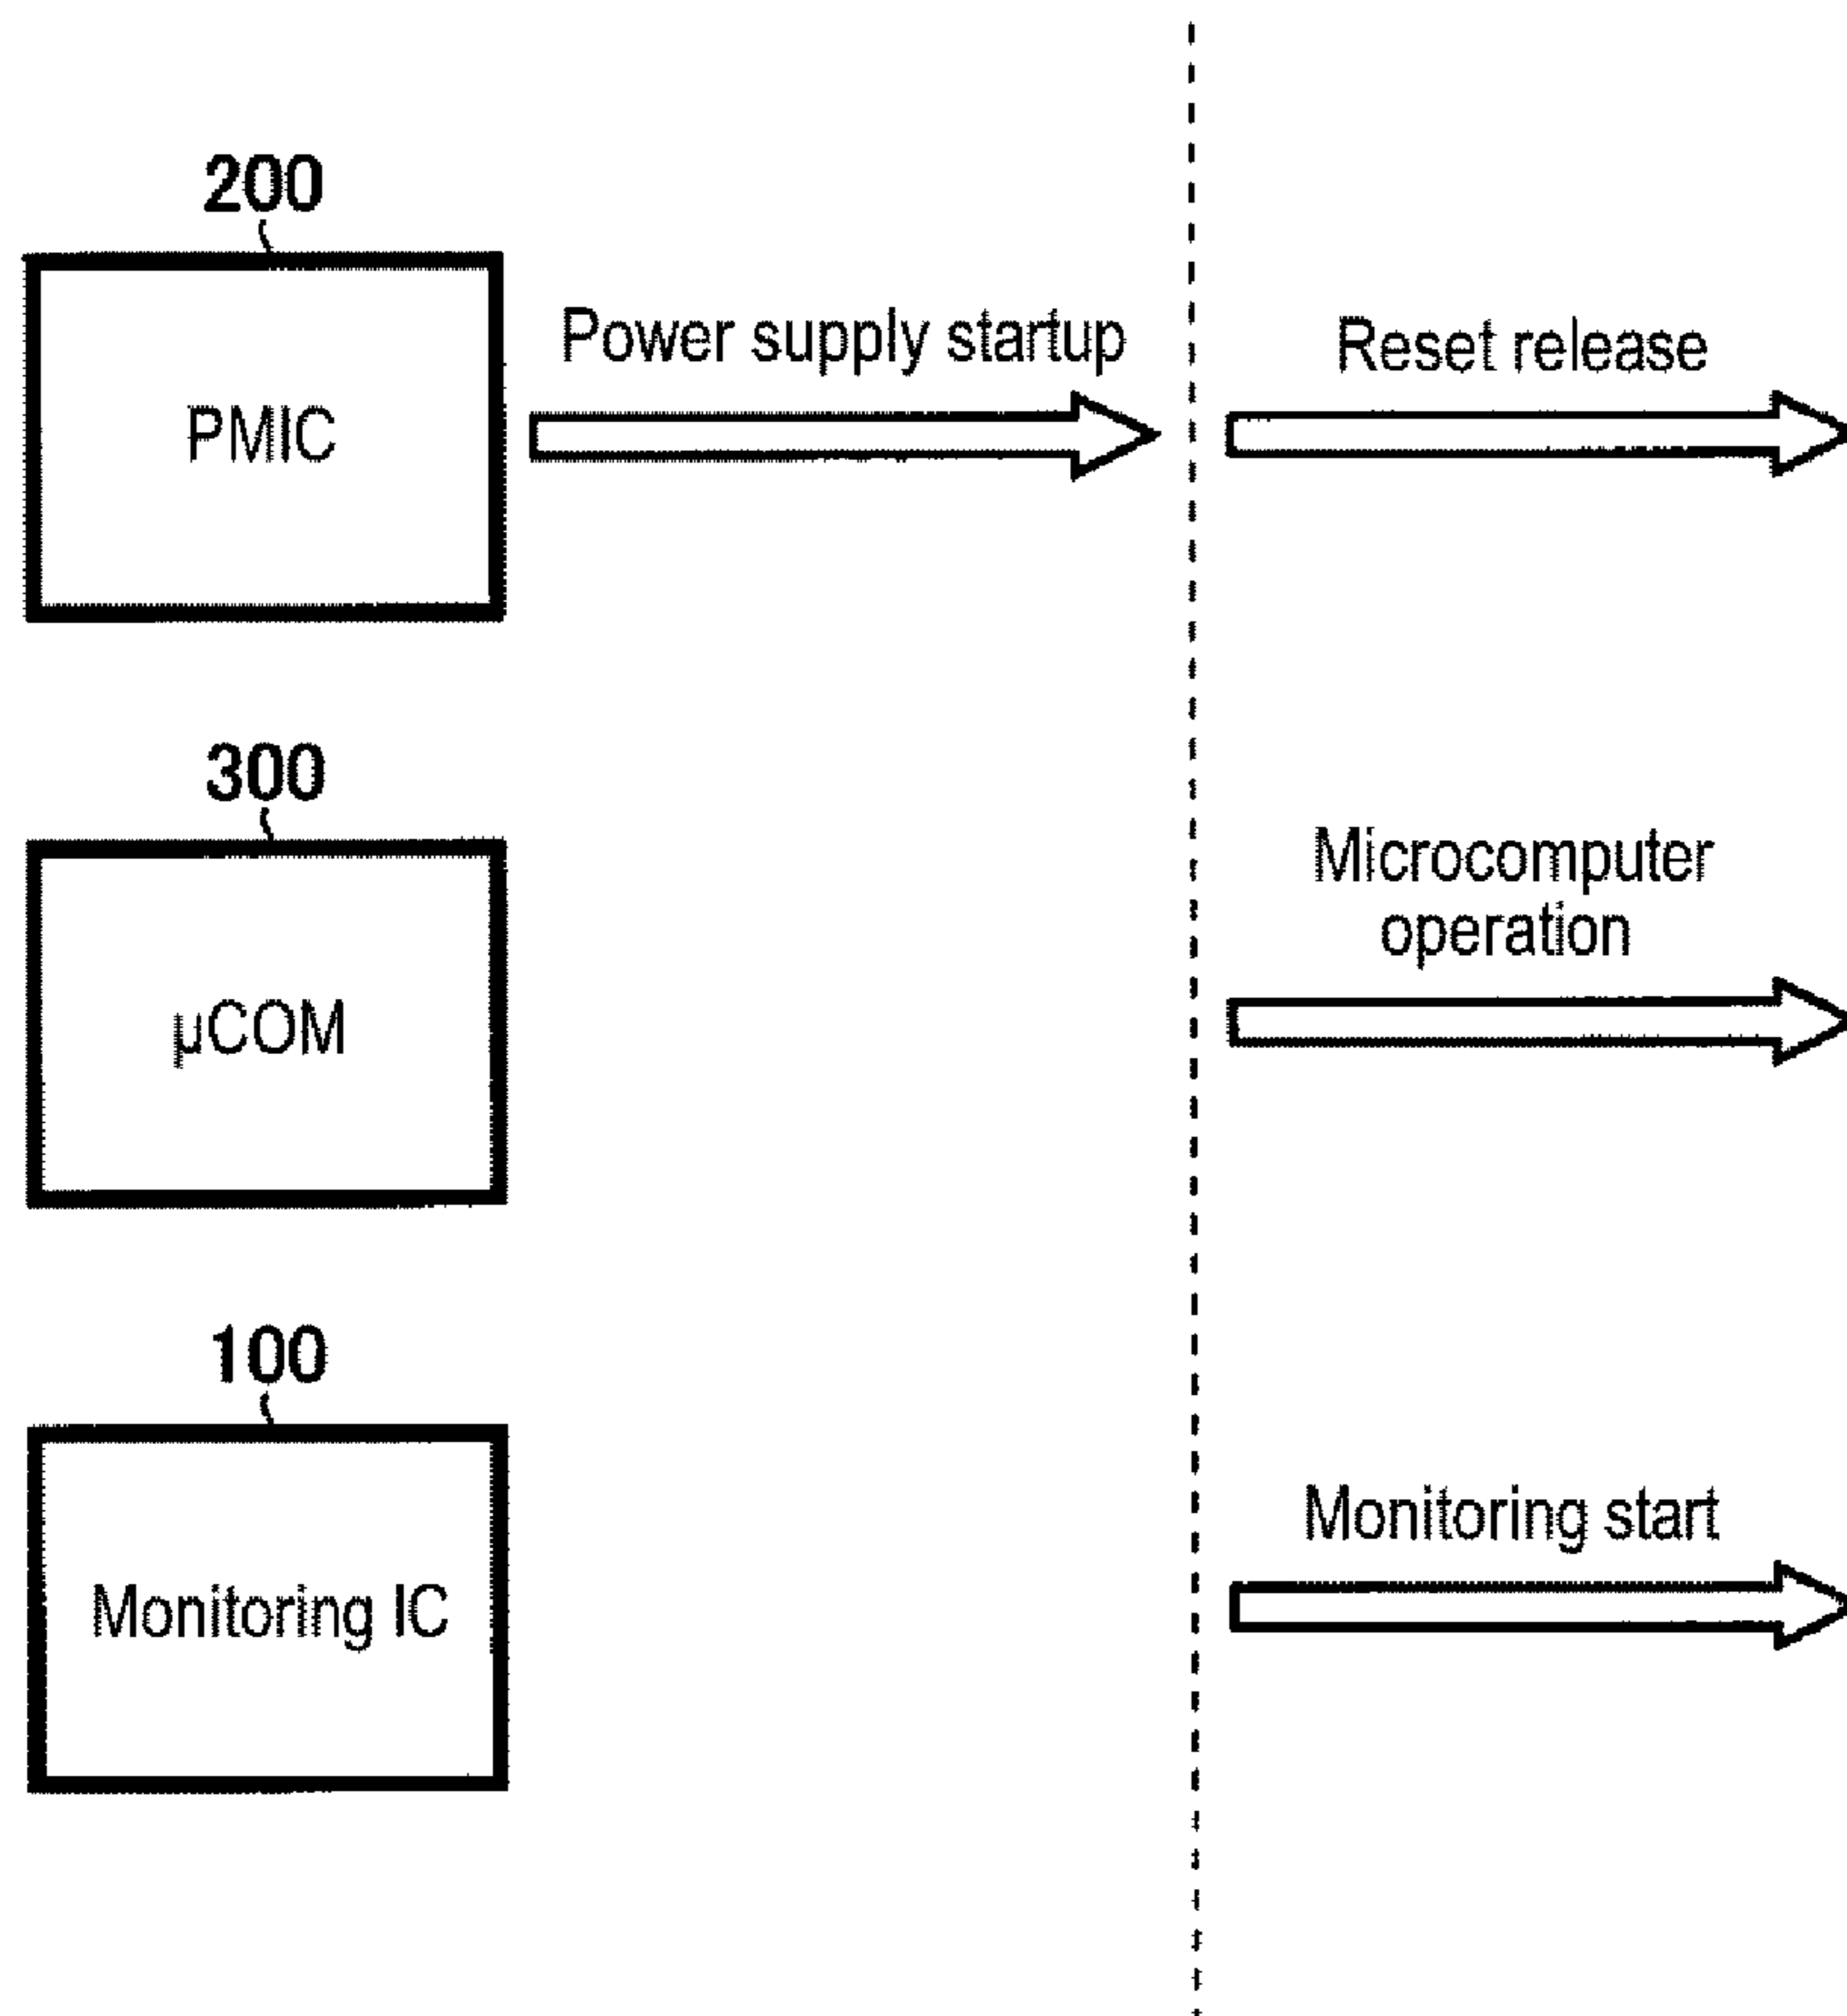 200
PMIC
Power supply startup
Reset release
300
µCOM
Microcomputer
operation
100
Monitoring IC
Monitoring start